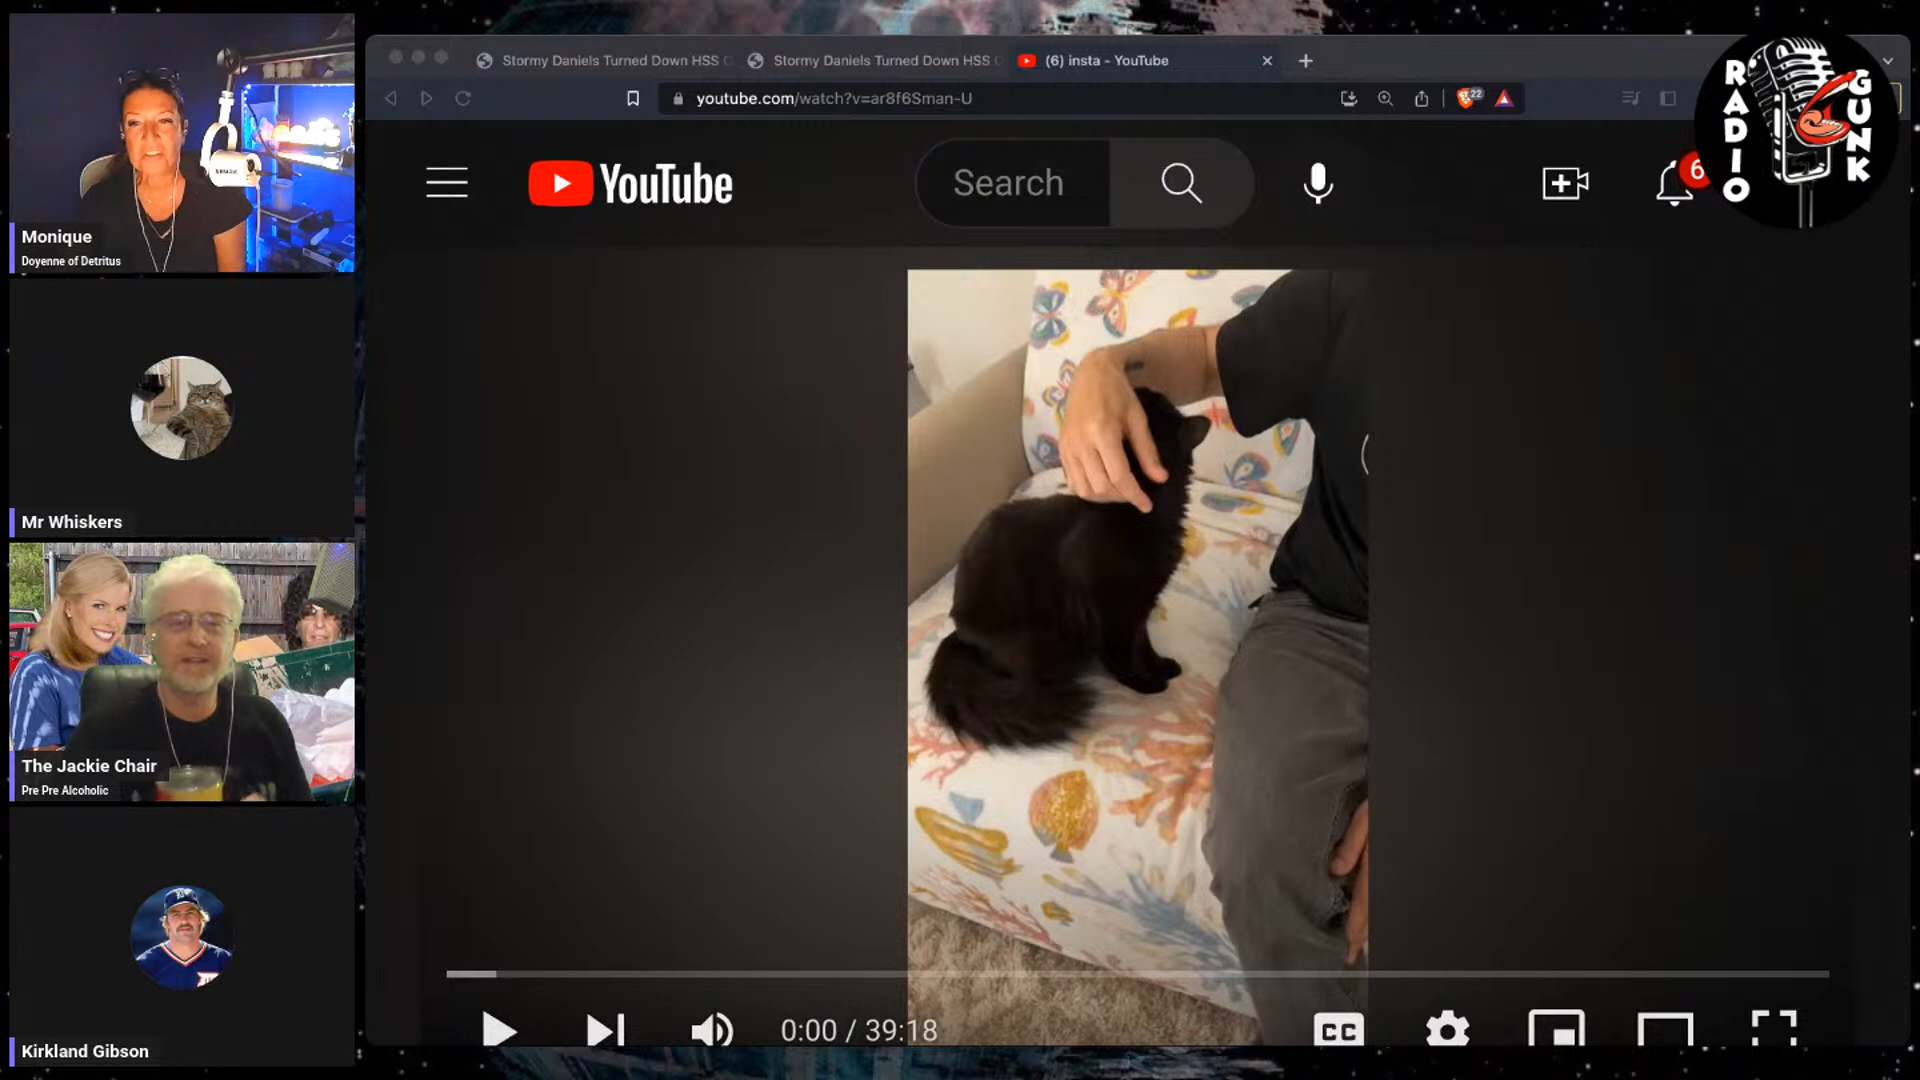 Stormy Daniels Turned Down HSS
Stormy Daniels Turned Down HSS
(6) insta - YouTube
youtube.com/watch?v=ar8f6Sman-U
22
RADIO
GUNK
YouTube
Search
6
Monique
Doyenne of Detritus
Mr Whiskers
The Jackie Chair
Pre Pre Alcoholic
Kirkland Gibson
0:00 / 39:18
CC